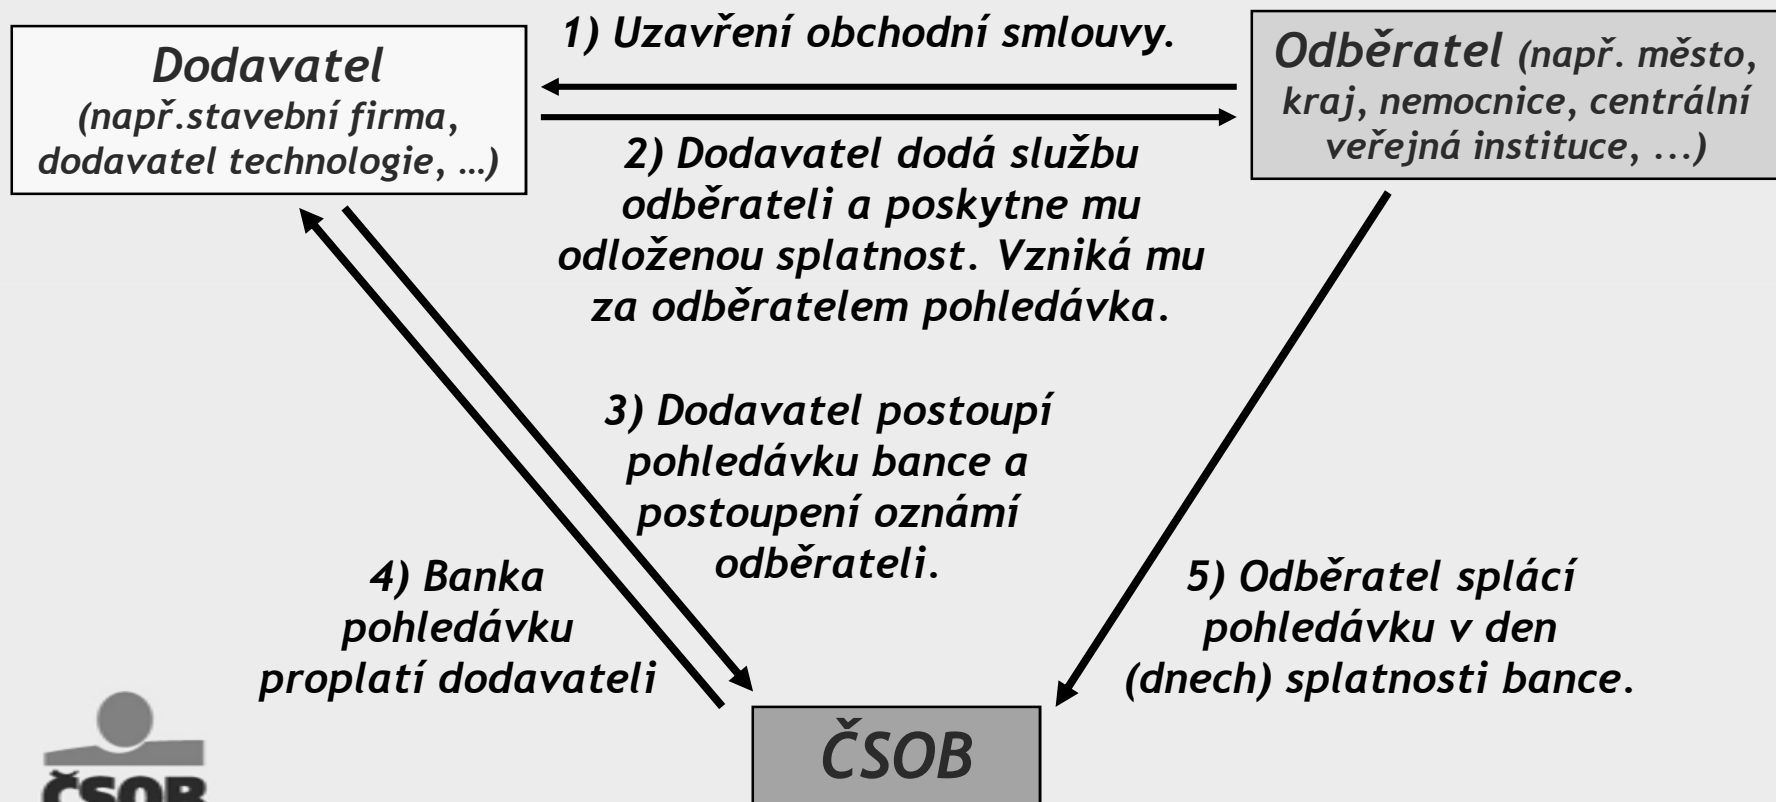 1) Uzavření obchodní smlouvy.
Dodavatel
(např.stavební firma,
dodavatel technologie, …)
Odběratel (např. město,
kraj, nemocnice, centrální
veřejná instituce, ...)
2) Dodavatel dodá službu
odběrateli a poskytne mu
odloženou splatnost. Vzniká mu
za odběratelem pohledávka.
3) Dodavatel postoupí
pohledávku bance a
postoupení oznámí
odběrateli.
4) Banka
pohledávku
proplatí dodavateli
5) Odběratel splácí
pohledávku v den
(dnech) splatnosti bance.
ČSOB
ČSOB